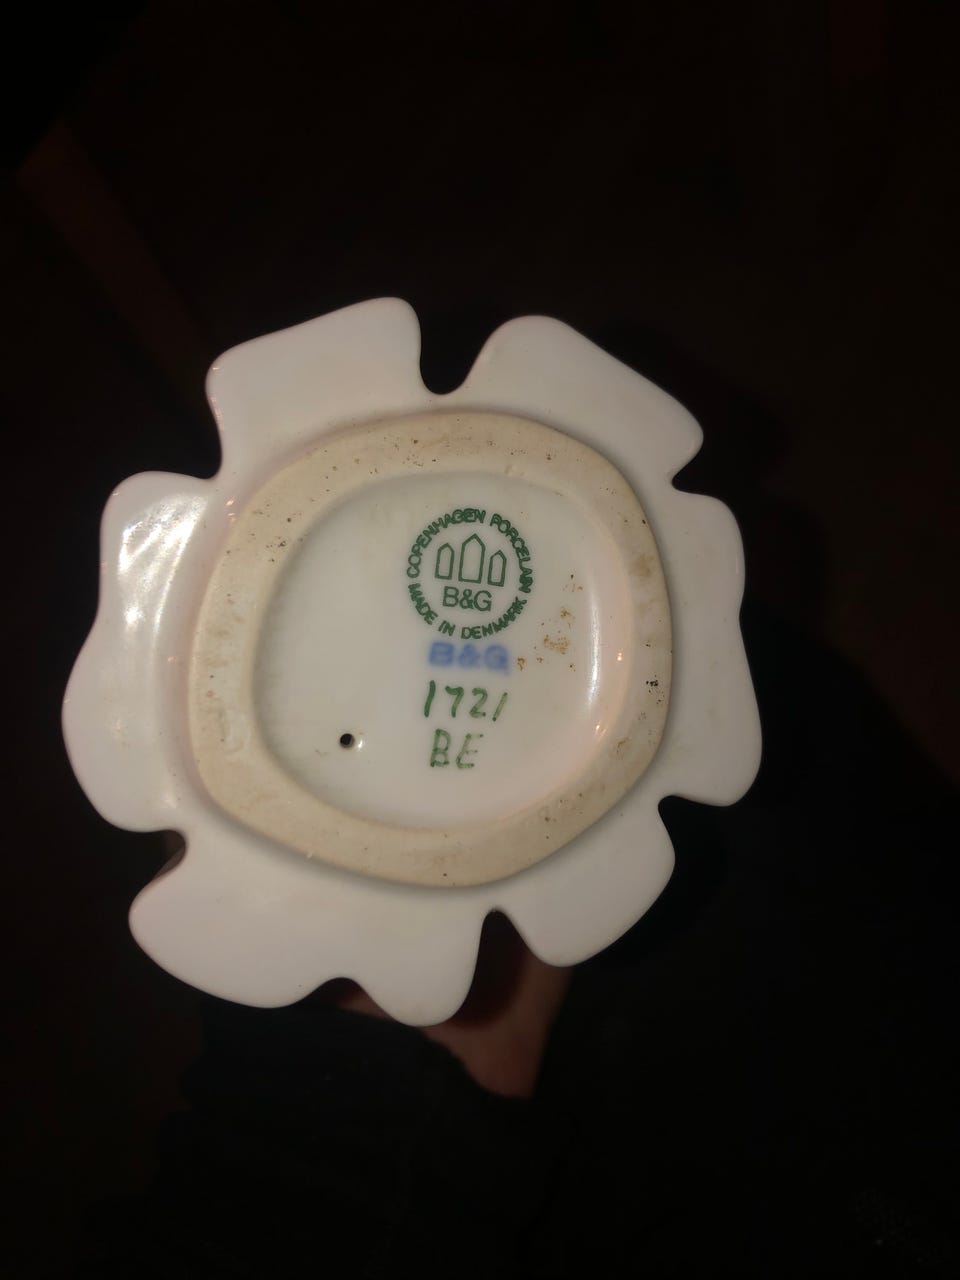 COPENHAGEN PORCELAIN
B&G
MADE IN DENMARK
B&G
1721
BE